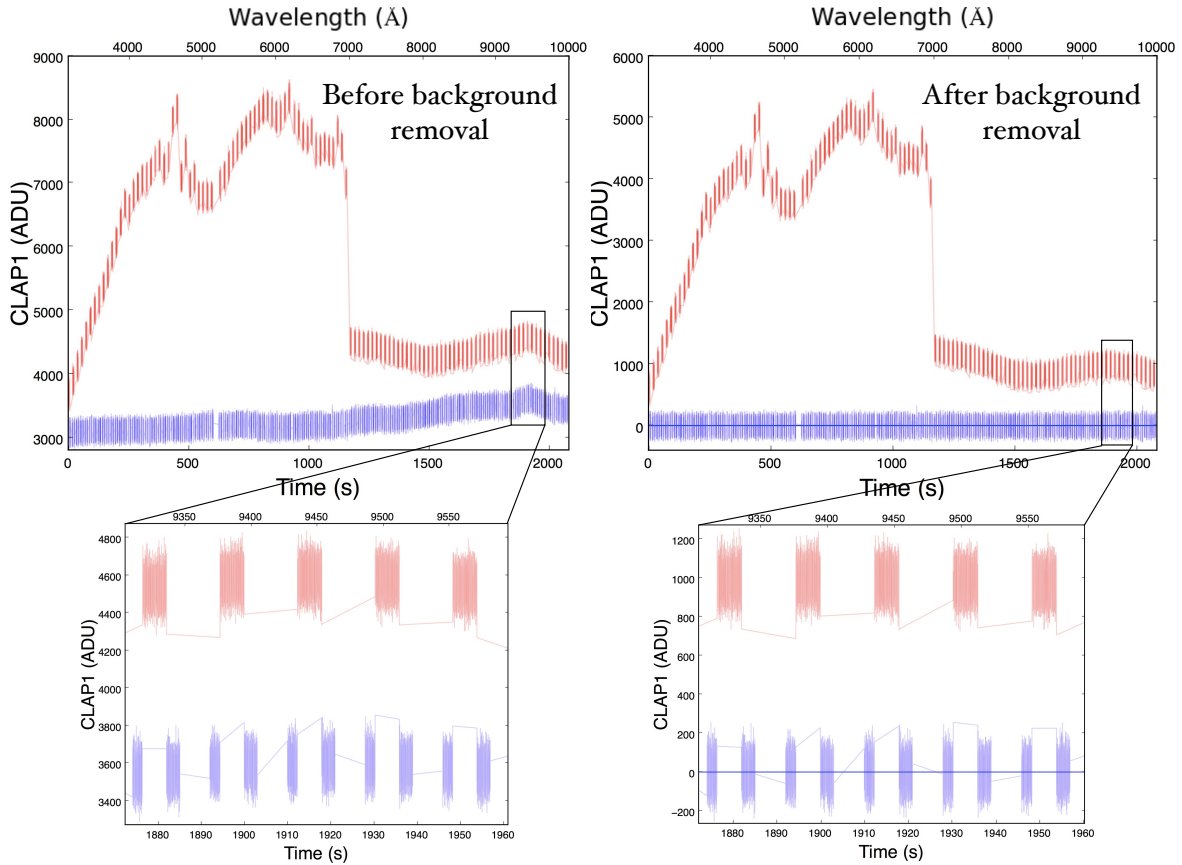 Wavelength (Å)
4000 5000 6000 7000 8000 9000 10000
9000
8000
7000
6000
5000
4000
3000
CLAP1 (ADU)
Before background
removal
0 500 1000 1500 2000
Time (s)
Wavelength (Å)
4000 5000 6000 7000 8000 9000 10000
6000
5000
4000
3000
2000
1000
0
CLAP1 (ADU)
After background
removal
0 500 1000 1500 2000
Time (s)
9350 9400 9450 9500 9550
4800
4600
4400
4200
4000
3800
3600
3400
CLAP1 (ADU)
1880 1890 1900 1910 1920 1930 1940 1950 1960
Time (s)
9350 9400 9450 9500 9550
1200
1000
800
600
400
200
0
−200
CLAP1 (ADU)
1880 1890 1900 1910 1920 1930 1940 1950 1960
Time (s)